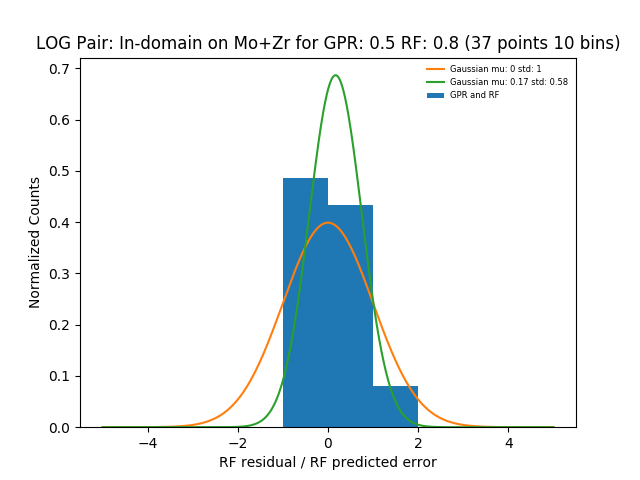 LOG Pair: In-domain on Mo+Zr for GPR: 0.5 RF: 0.8 (37 points 10 bins)
Gaussian mu: 0 std: 1
Gaussian mu: 0.17 std: 0.58
GPR and RF
Normalized Counts
0.7
0.6
0.5
0.4
0.3
0.2
0.1
0.0
−4 −2 0 2 4
RF residual / RF predicted error